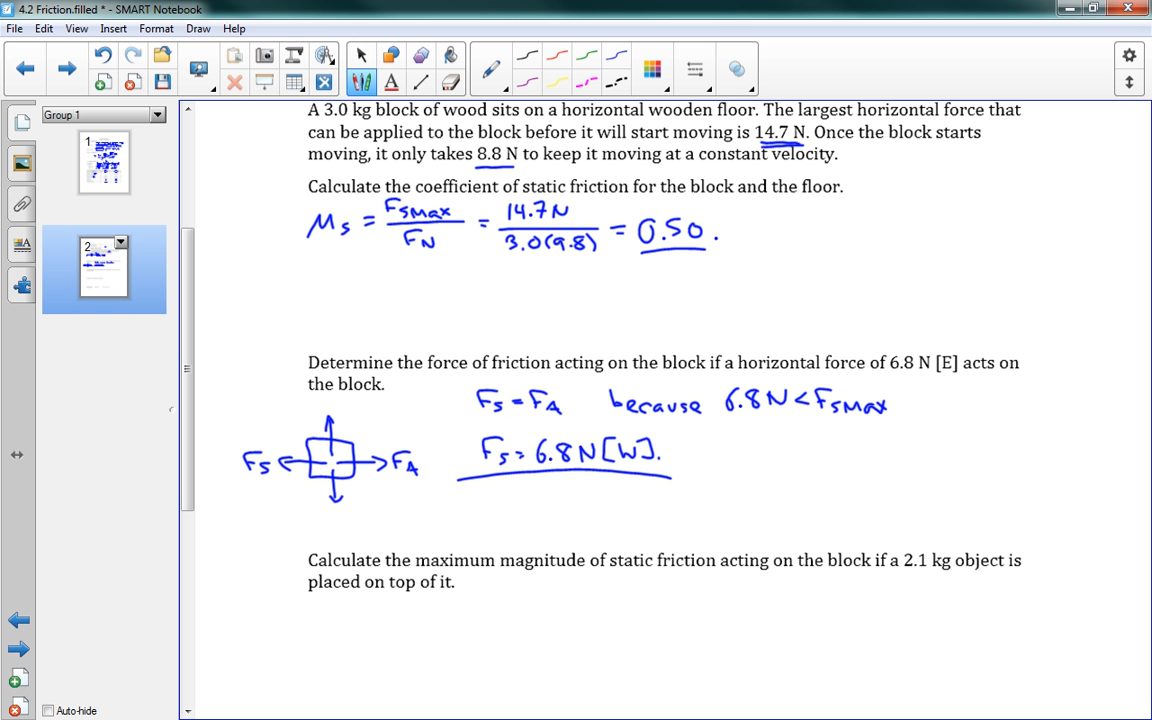 4.2 Friction.filled * - SMART Notebook
File Edit View Insert Format Draw Help
Group 1
1
2
A 3.0 kg block of wood sits on a horizontal wooden floor. The largest horizontal force that
can be applied to the block before it will start moving is 14.7 N. Once the block starts
moving, it only takes 8.8 N to keep it moving at a constant velocity.
Calculate the coefficient of static friction for the block and the floor.
μs = FsMax / FN = 14.7N / 3.0(9.8) = 0.50.
Determine the force of friction acting on the block if a horizontal force of 6.8 N [E] acts on
the block.
Fs = FA because 6.8N < FsMax
Fs FA
Fs = 6.8N[W].
Calculate the maximum magnitude of static friction acting on the block if a 2.1 kg object is
placed on top of it.
Auto-hide